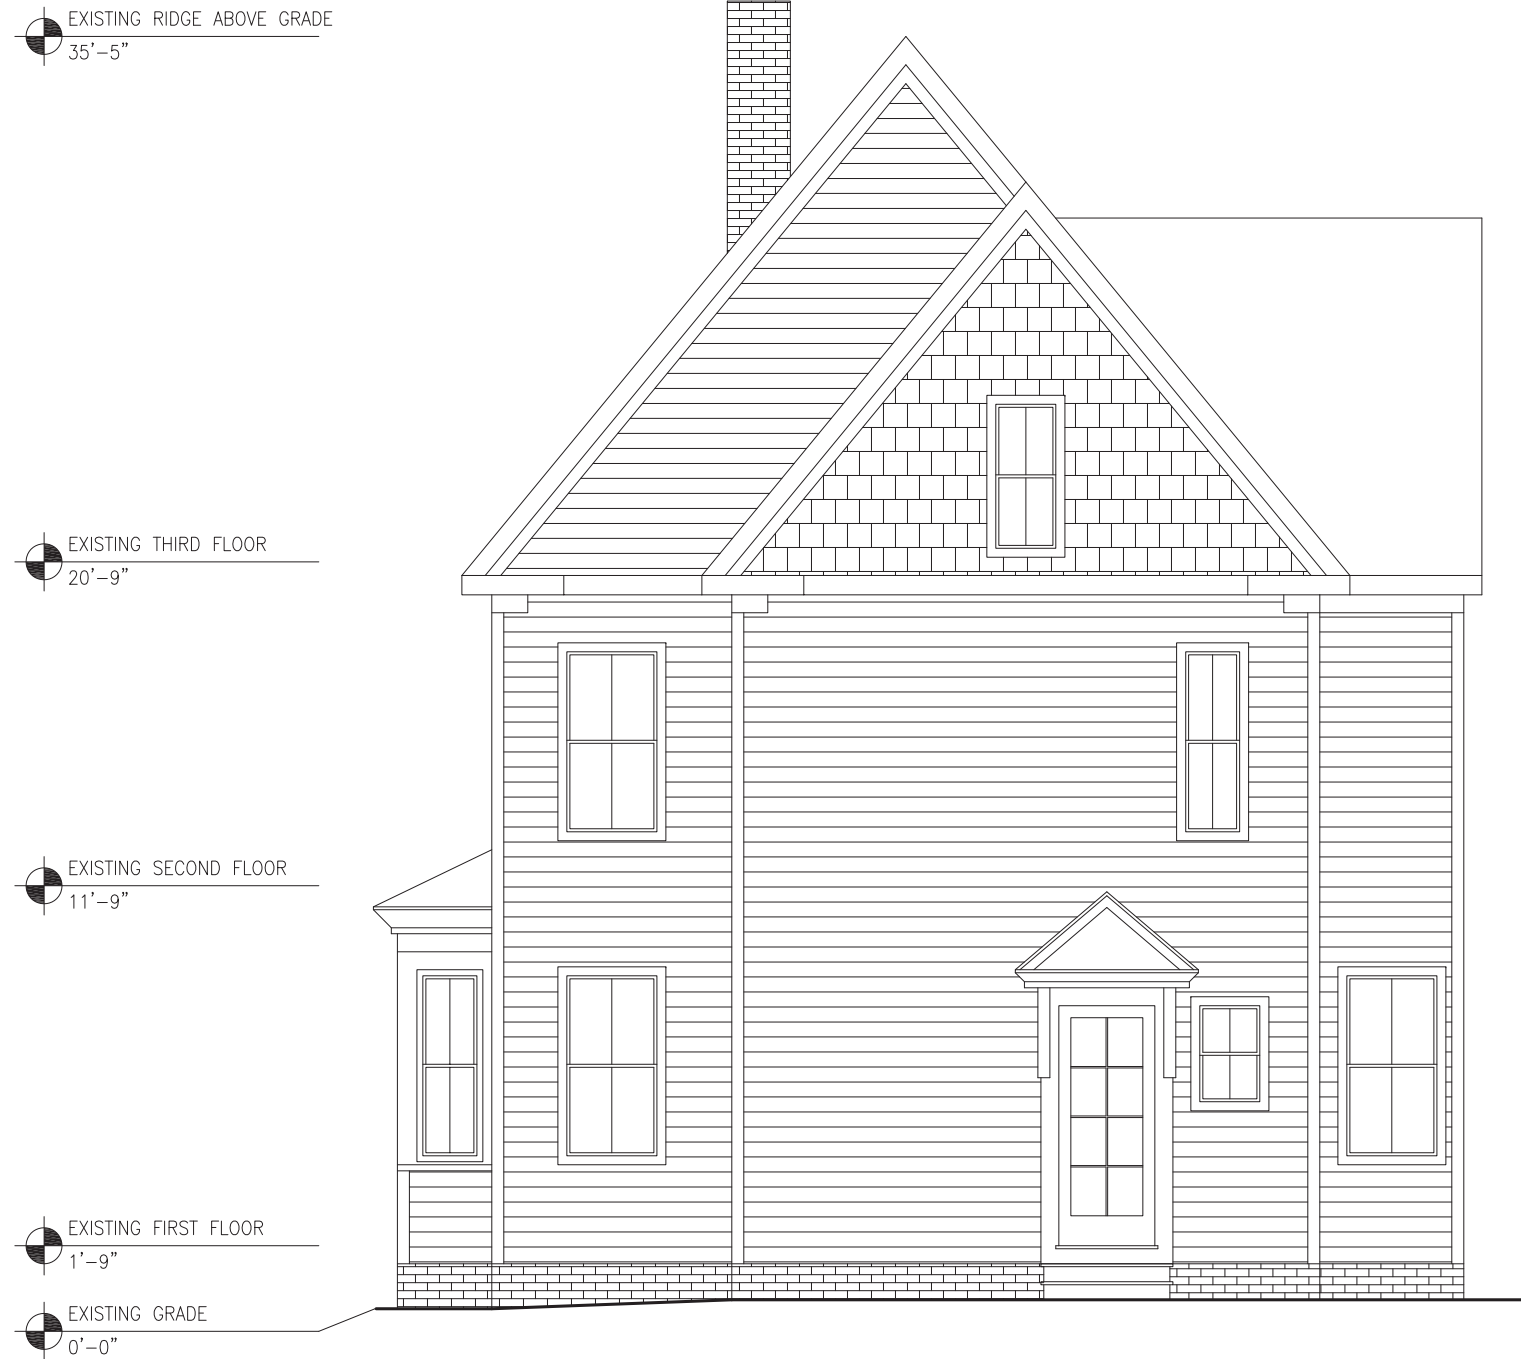 EXISTING RIDGE ABOVE GRADE
35'-5"
EXISTING THIRD FLOOR
20'-9"
EXISTING SECOND FLOOR
11'-9"
EXISTING FIRST FLOOR
1'-9"
EXISTING GRADE
0'-0"